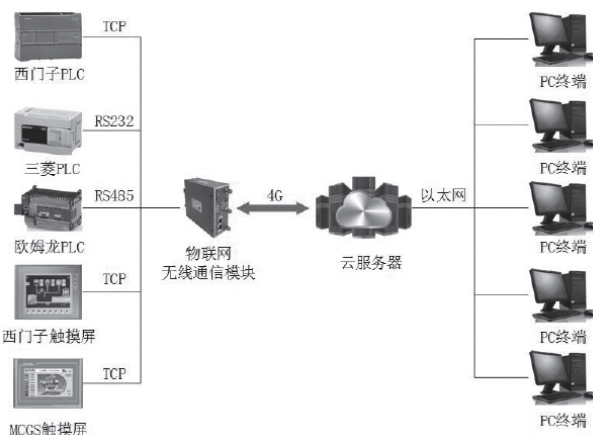 TCP
西门子PLC
PC终端
RS232
三菱PLC
PC终端
RS485
4G
以太网
欧姆龙PLC
物联网
无线通信模块
云服务器
PC终端
TCP
西门子触摸屏
PC终端
TCP
MCGS触摸屏
PC终端